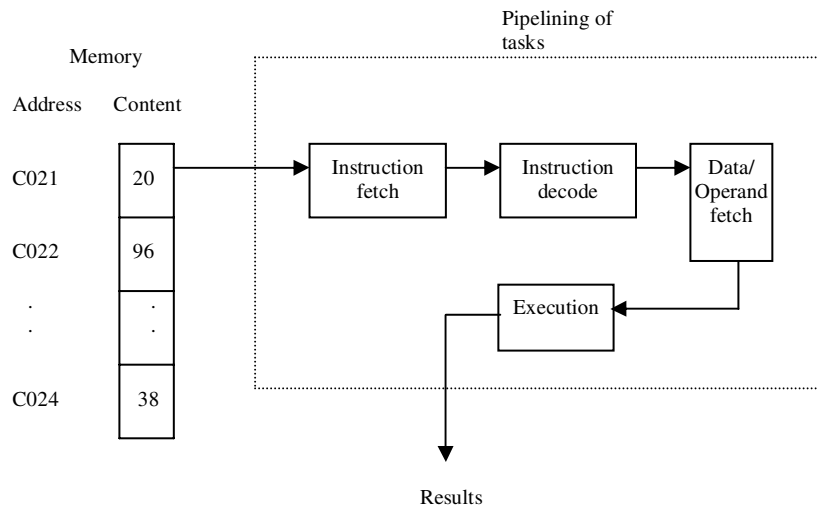 Pipelining of
tasks
Memory
Address Content
C021 20
C022 96
. .
. .
C024 38
Instruction
fetch
Instruction
decode
Data/
Operand
fetch
Execution
Results